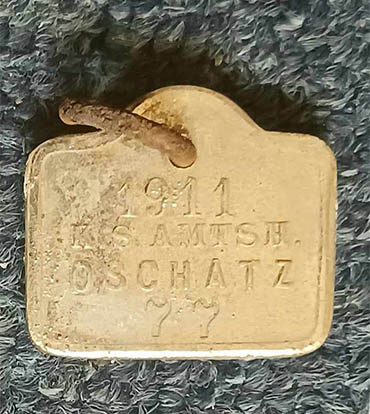 1911
K. S. AMTSH.
OSCHATZ
77